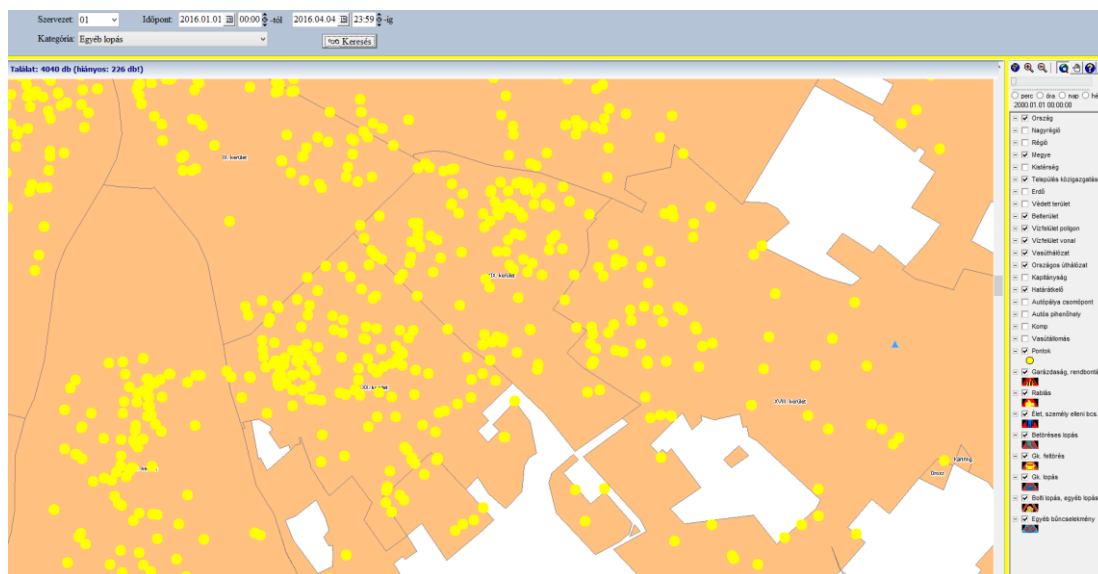 Szervezet: 01 Időpont: 2016.01.01 00:00 -tól 2016.04.04 23:59 -ig
Kategória: Egyéb lopás Keresés
Találat: 4040 db (hiányos: 226 db!)
perc óra nap hé
2000.01.01 00:00:00
Ország
Nagyrégió
Régió
Megye
Kistérség
Település közigazgatás
Erdő
Védett terület
Belterület
Vízfelület poligon
Vízfelület vonal
Vasúthálózat
Országos úthálózat
Kapitányság
Határátkelő
Autópálya csomópont
Autós pihenőhely
Komp
Vasútállomás
Pontok
Garázdaság, rendbontá
Rablás
Élet, személy elleni bcs.
Betöréses lopás
Gk. feltörés
Gk. lopás
Bolti lopás, egyéb lopás
Egyéb bűncselekmény
IX. kerület
XIX. kerület
XX. kerület
XVIII. kerület